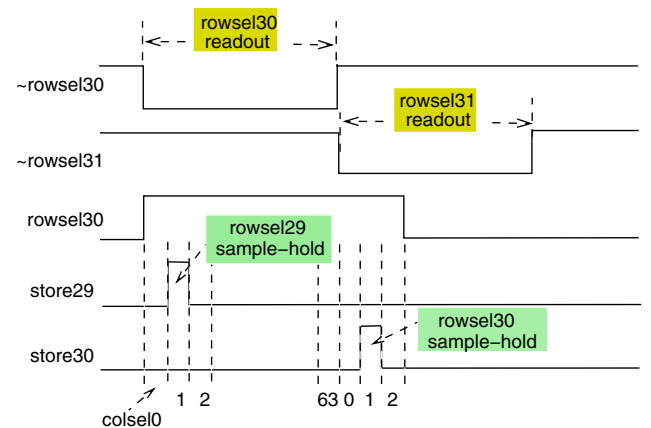 rowsel30
readout
~rowsel30
rowsel31
readout
~rowsel31
rowsel30
rowsel29
sample−hold
store29
rowsel30
sample−hold
store30
1 2 63 0 1 2
colsel0